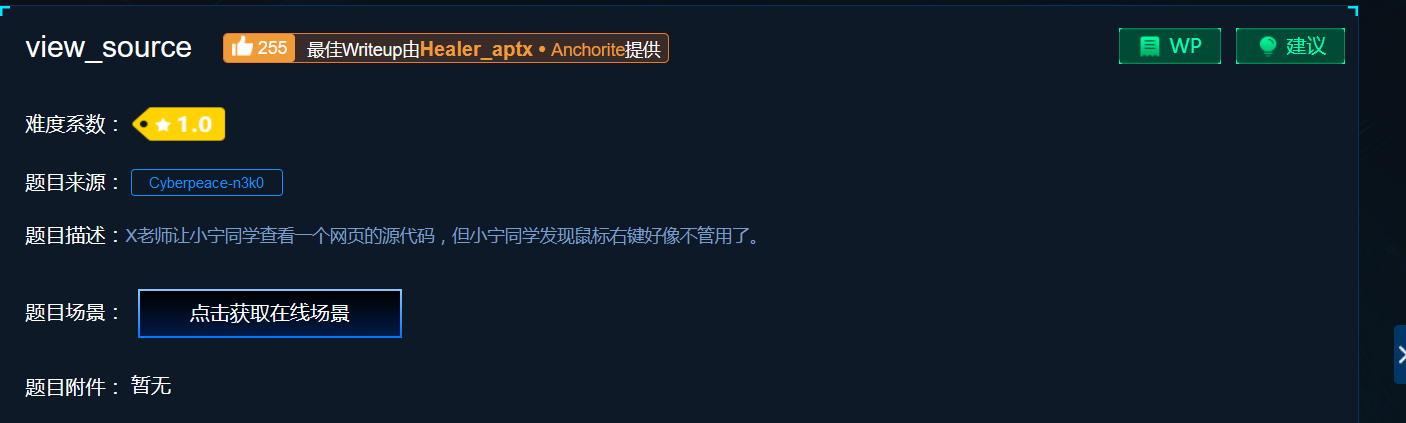 view_source 255 最佳Writeup由Healer_aptx • Anchorite提供 WP 建议
难度系数： 1.0
题目来源： Cyberpeace-n3k0
题目描述：X老师让小宁同学查看一个网页的源代码，但小宁同学发现鼠标右键好像不管用了。
题目场景： 点击获取在线场景
题目附件： 暂无